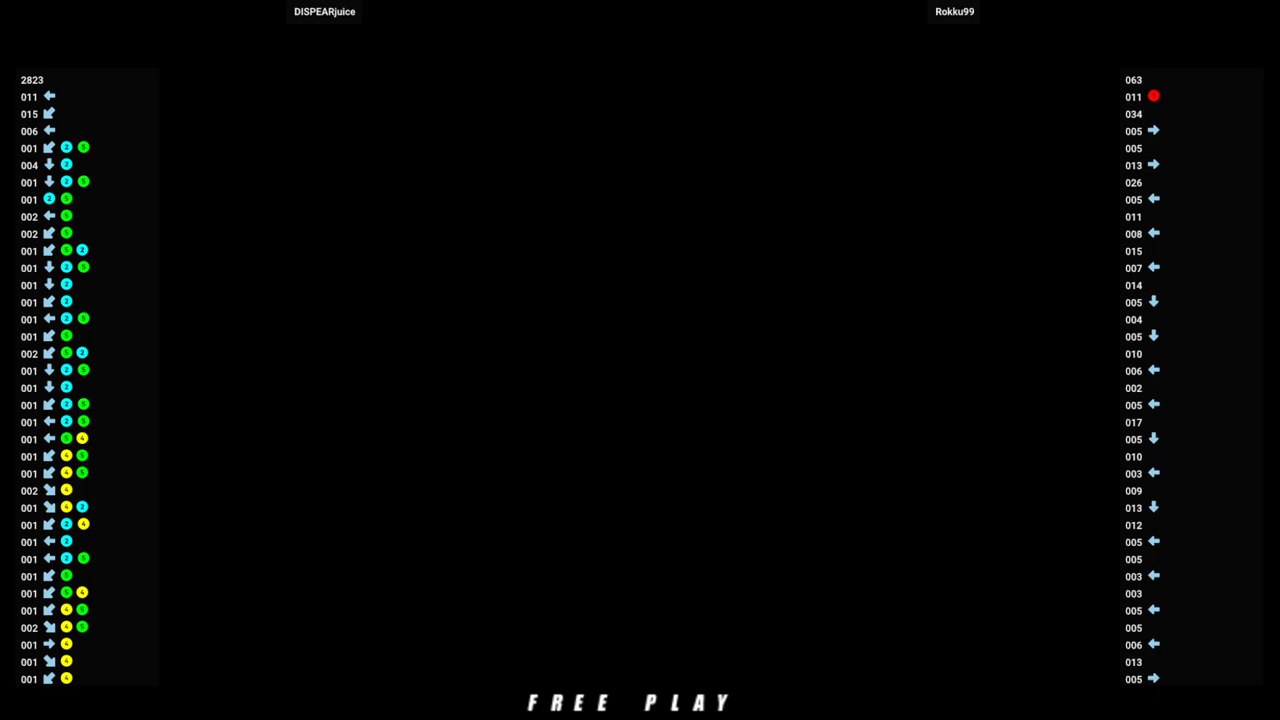 DISPEARjuice
Rokku99
2823
011
015
006
001 2 5
004 2
001 2 5
001 2 5
002 5
002 5
001 5 2
001 2 5
001 2
001 2
001 2 5
001 5
002 5 2
001 2 5
001 2
001 2 5
001 2 5
001 5 4
001 4 5
001 4 5
002 4
001 4 2
001 2 4
001 2
001 2 5
001 5
001 5 4
001 4 5
002 4 5
001 4
001 4
001 4
063
011
034
005
005
013
026
005
011
008
015
007
014
005
004
005
010
006
002
005
017
005
010
003
009
013
012
005
005
003
003
005
005
006
013
005
FREE PLAY